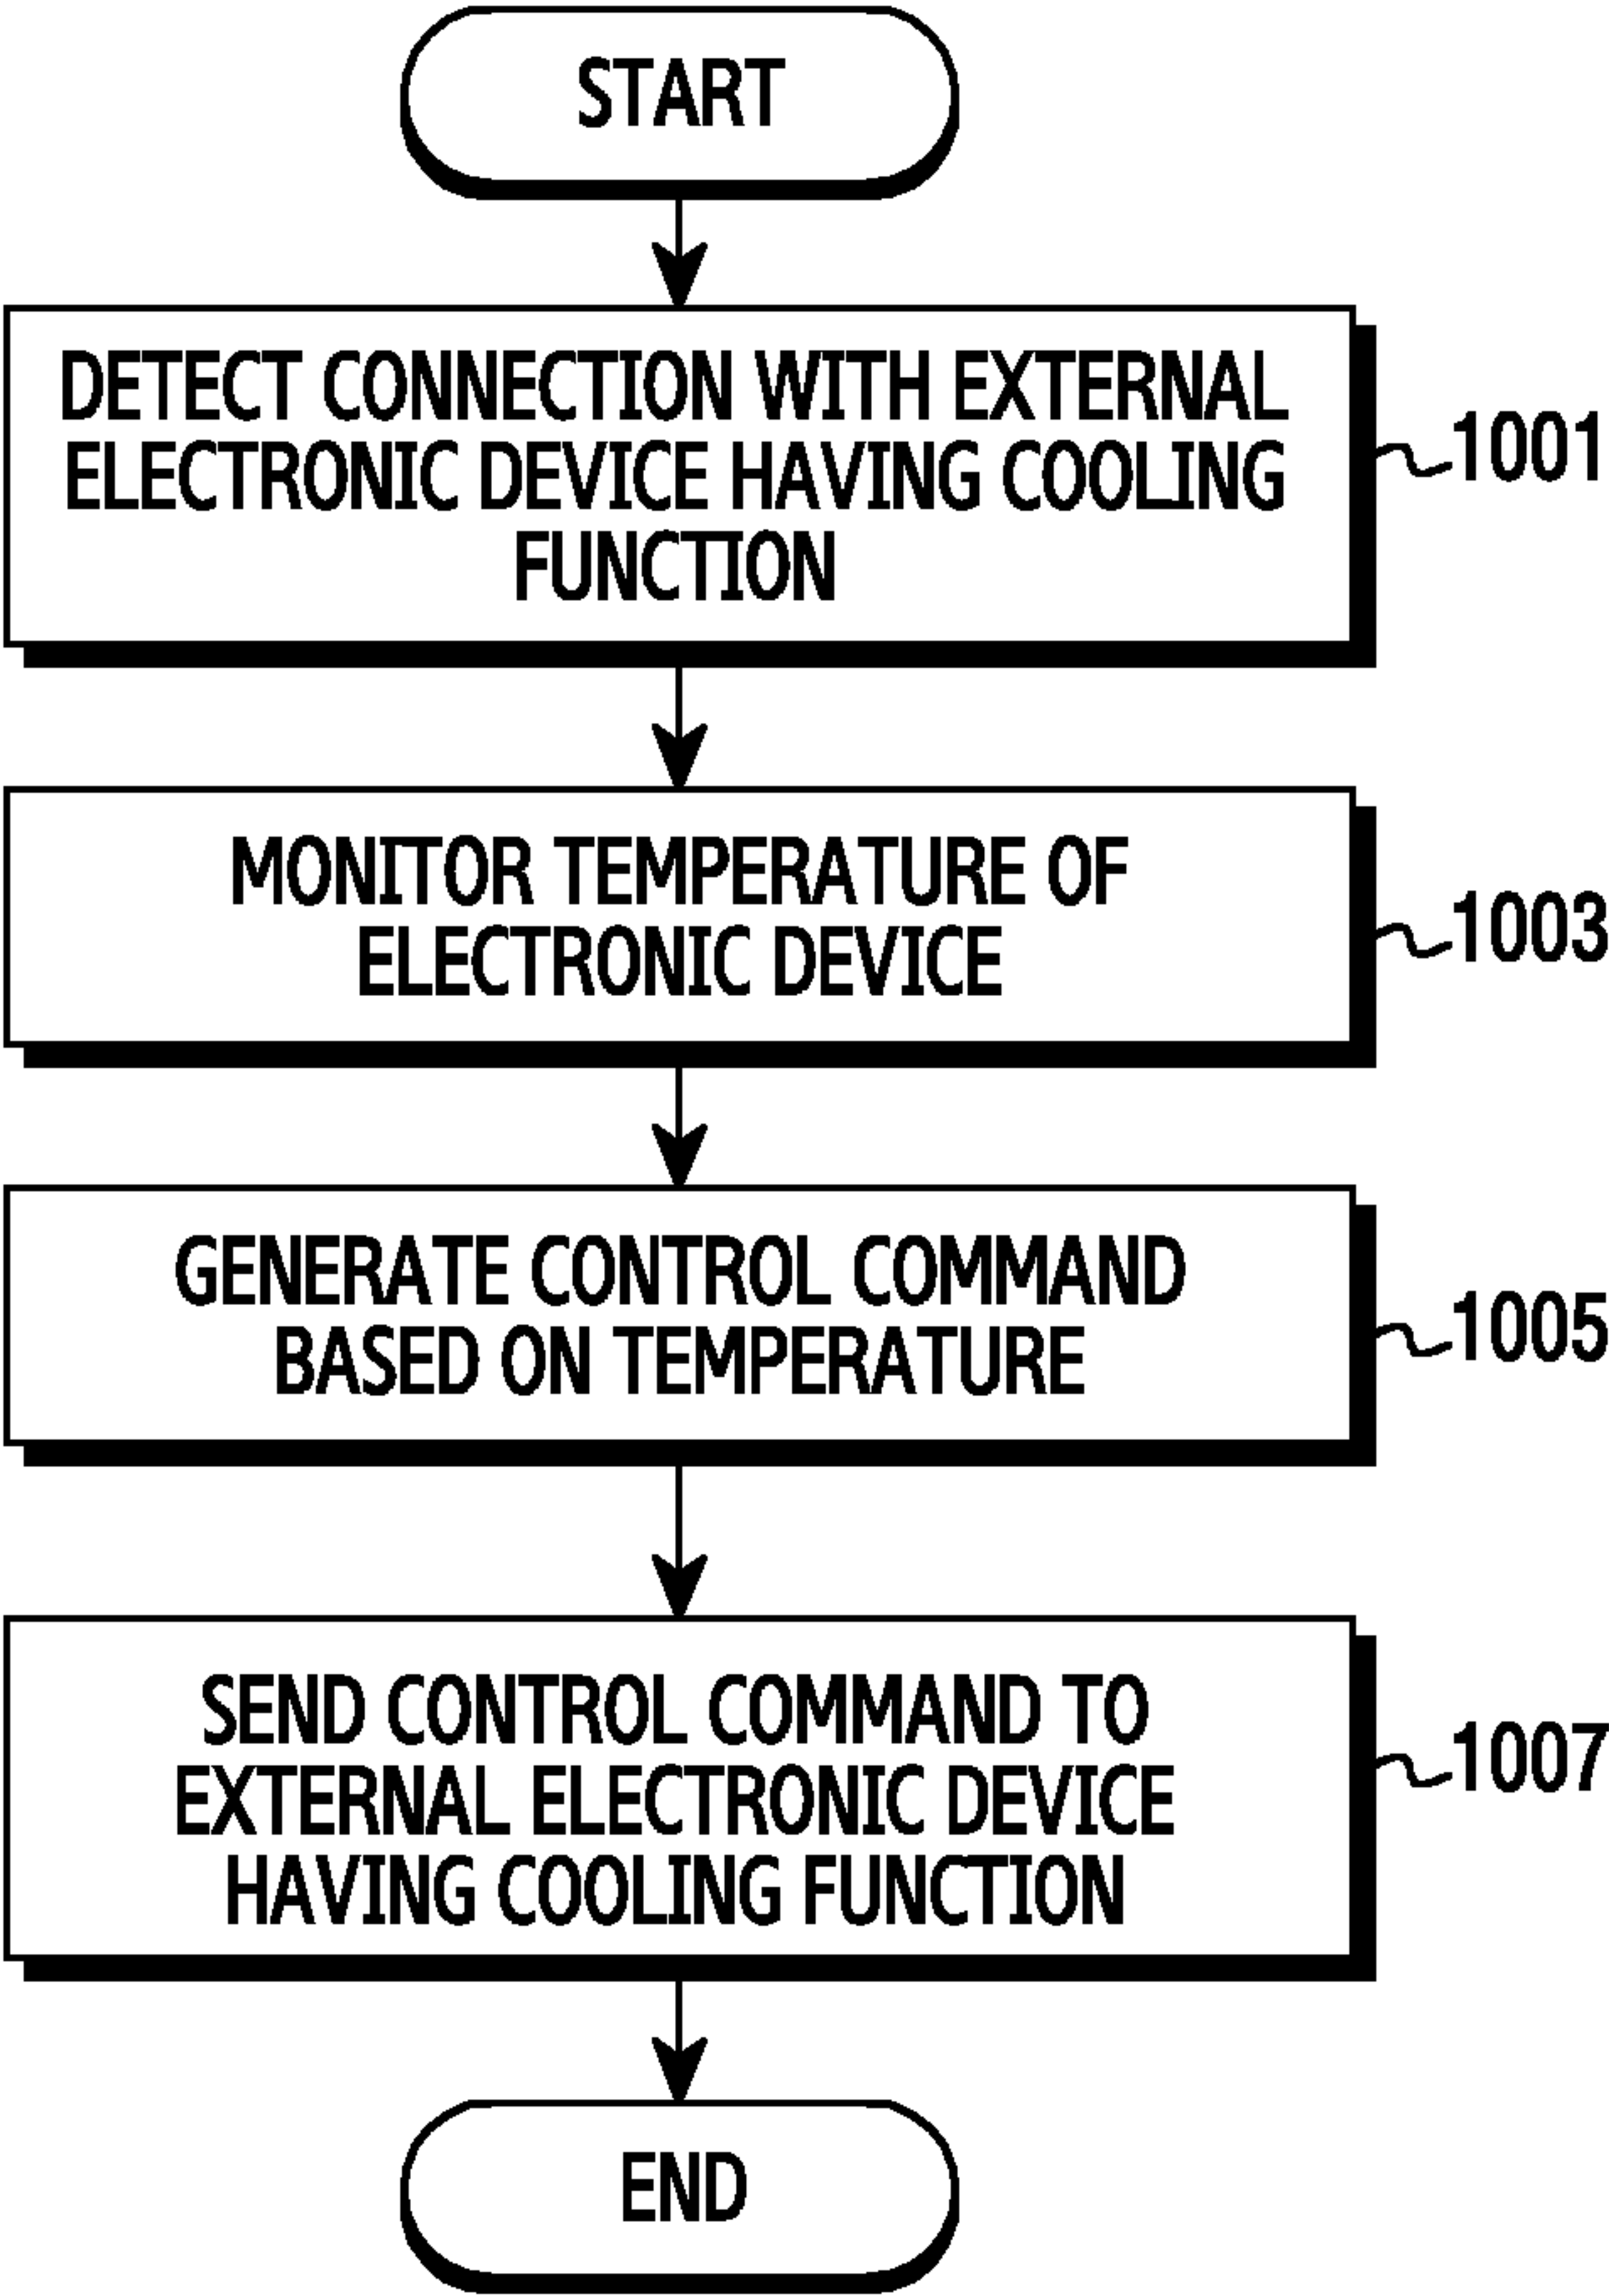 START
DETECT CONNECTION WITH EXTERNAL
ELECTRONIC DEVICE HAVING COOLING
FUNCTION
1001
MONITOR TEMPERATURE OF
ELECTRONIC DEVICE
1003
GENERATE CONTROL COMMAND
BASED ON TEMPERATURE
1005
SEND CONTROL COMMAND TO
EXTERNAL ELECTRONIC DEVICE
HAVING COOLING FUNCTION
1007
END